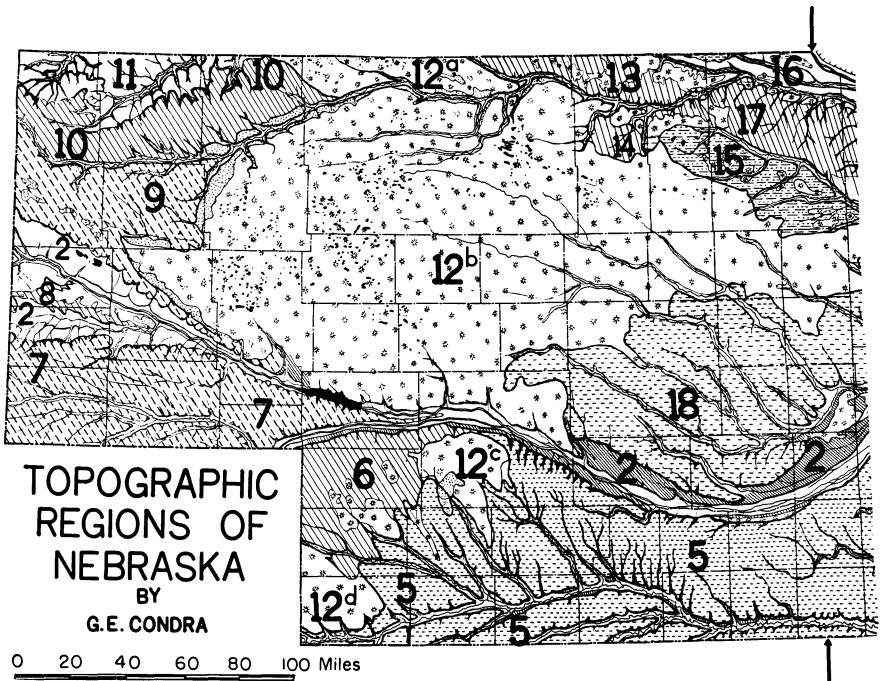 11 10 12a 13 16
10 14 17
15
9
2 12b
8
2
7
18
7
2 2
6 12c
5
12d 5
5
TOPOGRAPHIC
REGIONS OF
NEBRASKA
BY
G.E. CONDRA
0 20 40 60 80 100 Miles